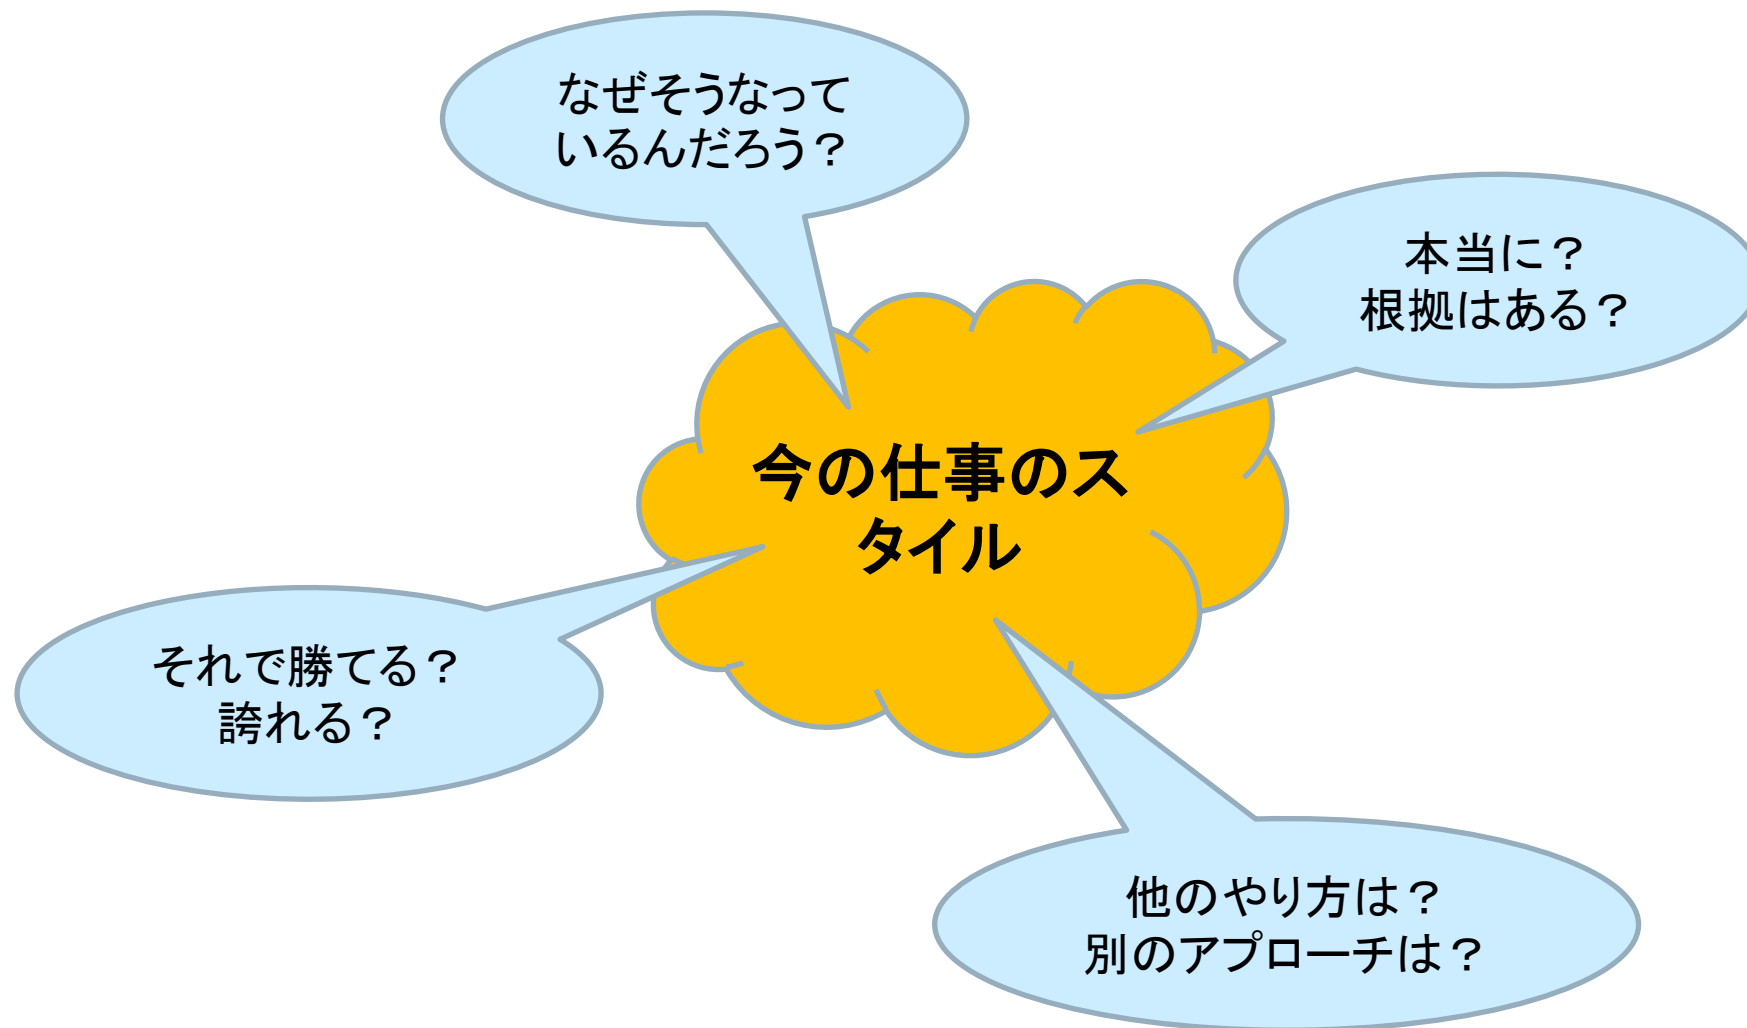 なぜそうなって
いるんだろう？
本当に？
根拠はある？
今の仕事のス
タイル
それで勝てる？
誇れる？
他のやり方は？
別のアプローチは？